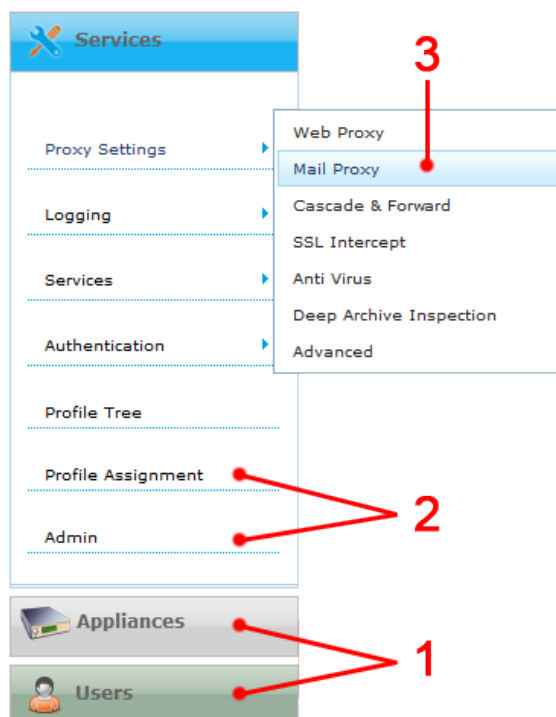 Services
3
Web Proxy
Proxy Settings
Mail Proxy
Cascade & Forward
Logging
SSL Intercept
Services
Anti Virus
Deep Archive Inspection
Authentication
Advanced
Profile Tree
Profile Assignment
2
Admin
Appliances
1
Users